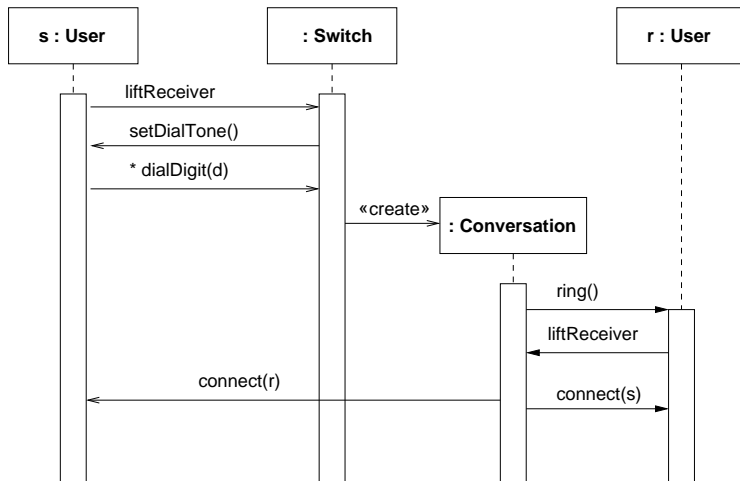 s : User
: Switch
r : User
liftReceiver
setDialTone()
* dialDigit(d)
«create»
: Conversation
ring()
liftReceiver
connect(r)
connect(s)